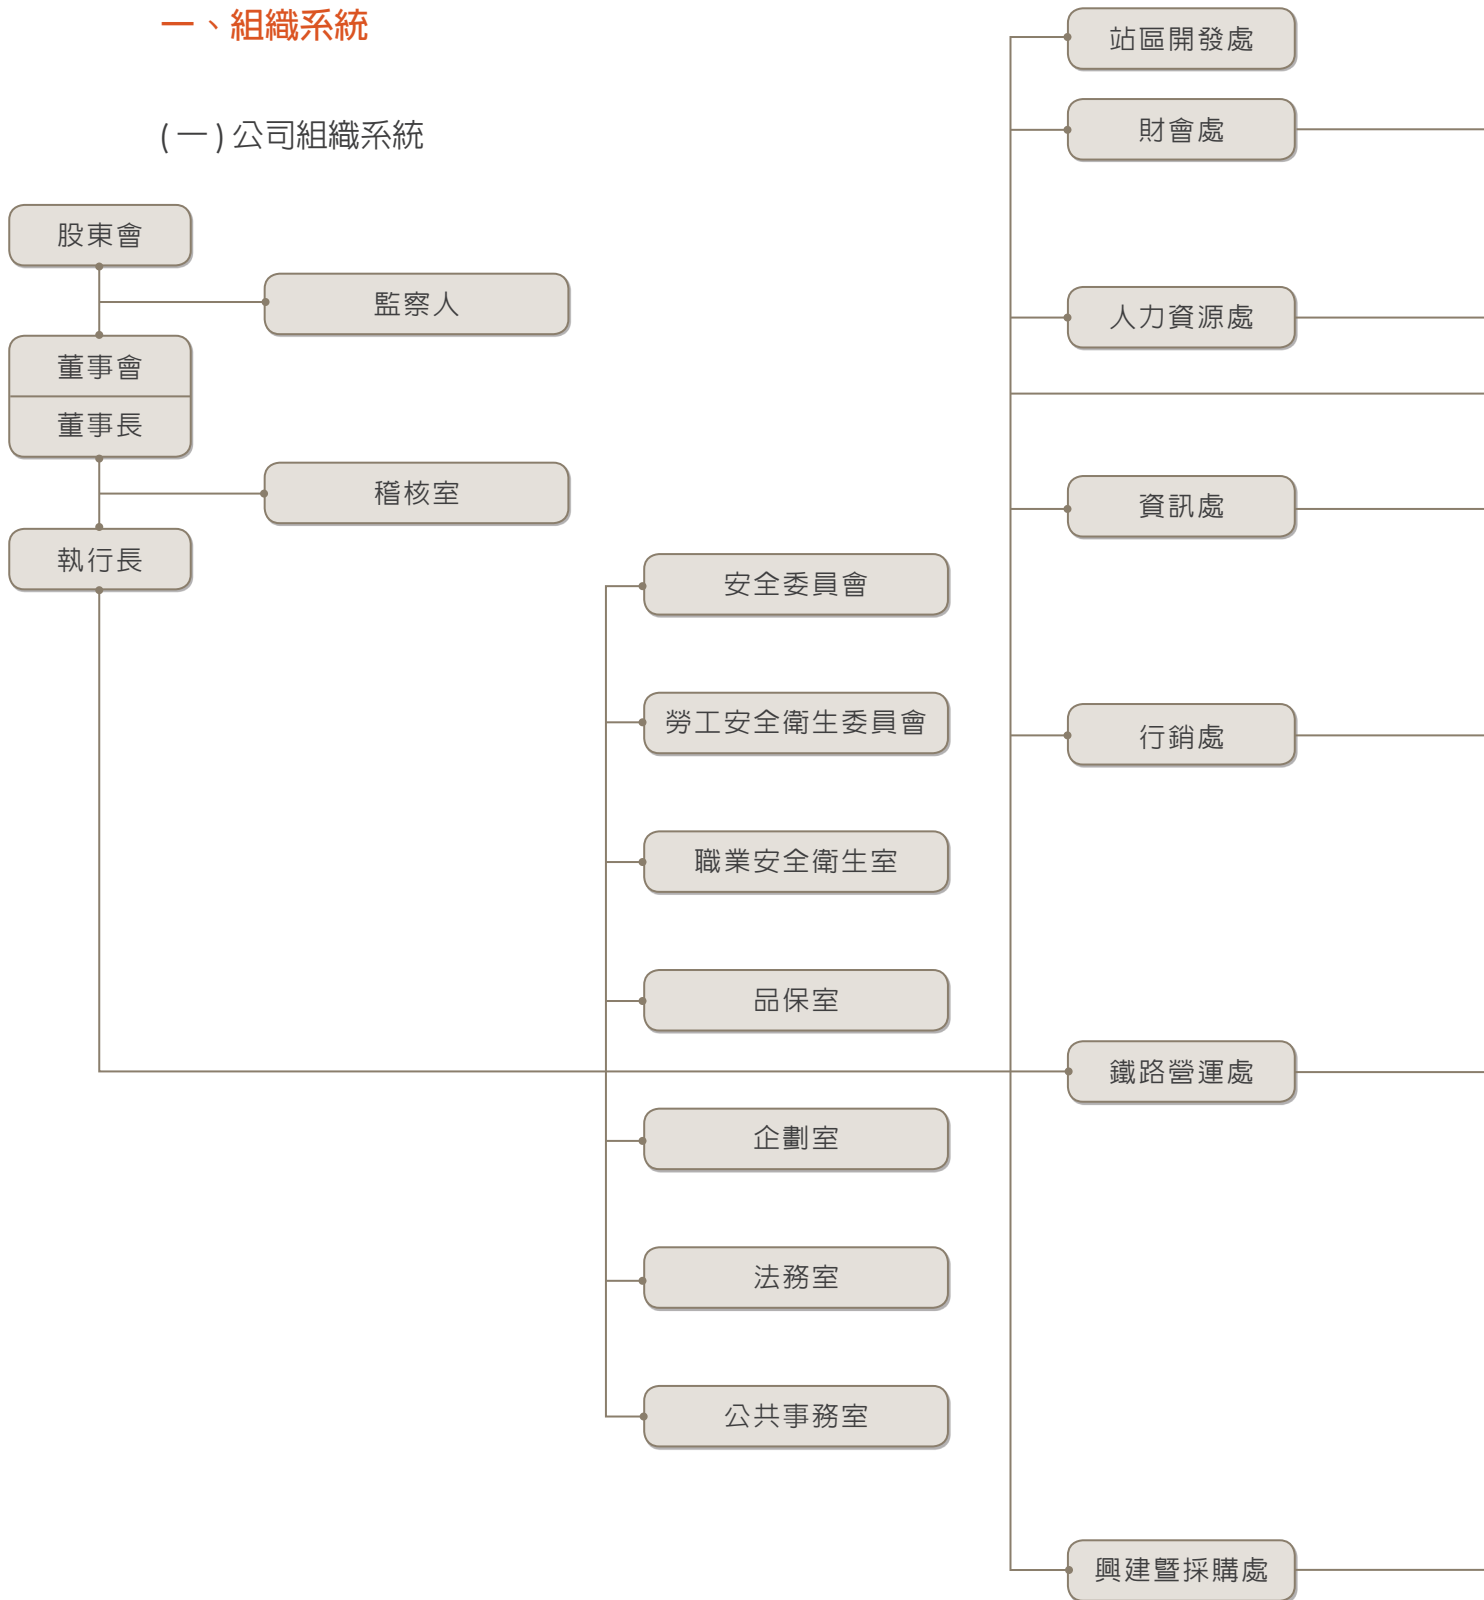 一、組織系統
(一)公司組織系統
股東會
監察人
董事會
董事長
稽核室
執行長
安全委員會
勞工安全衛生委員會
職業安全衛生室
品保室
企劃室
法務室
公共事務室
站區開發處
財會處
人力資源處
資訊處
行銷處
鐵路營運處
興建暨採購處